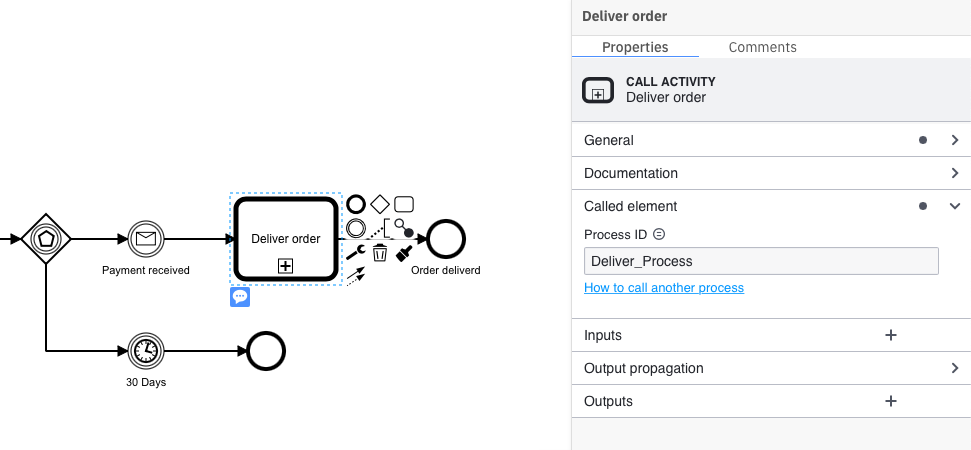 Deliver order
Properties
Comments
CALL ACTIVITY
Deliver order
General
Documentation
Called element
Process ID
Deliver_Process
How to call another process
Inputs
Output propagation
Outputs
Payment received
Deliver order
Order deliverd
30 Days